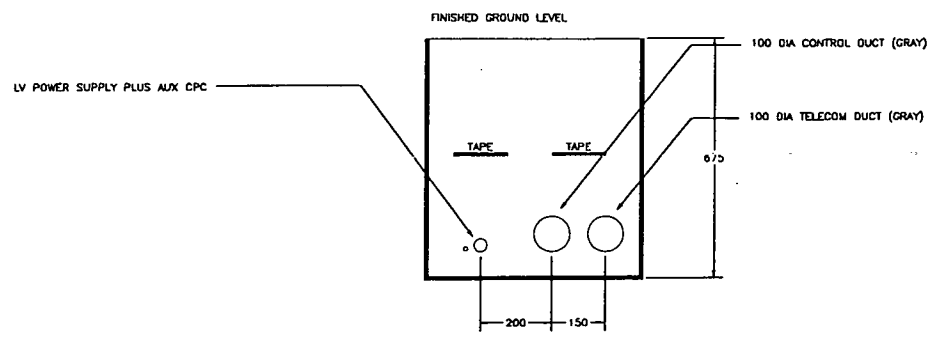 FINISHED GROUND LEVEL
100 DIA CONTROL DUCT (GRAY)
LV POWER SUPPLY PLUS AUX CPC
100 DIA TELECOM DUCT (GRAY)
TAPE
TAPE
675
200
150